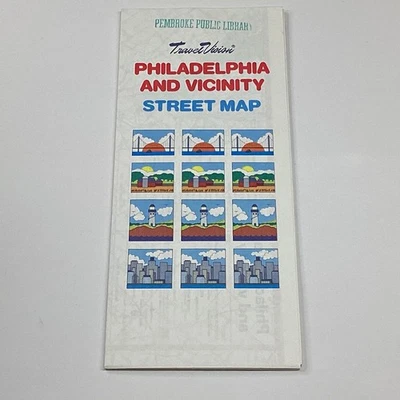 PEMBROKE PUBLIC LIBRARY
TravelVision®
PHILADELPHIA
AND VICINITY
STREET MAP